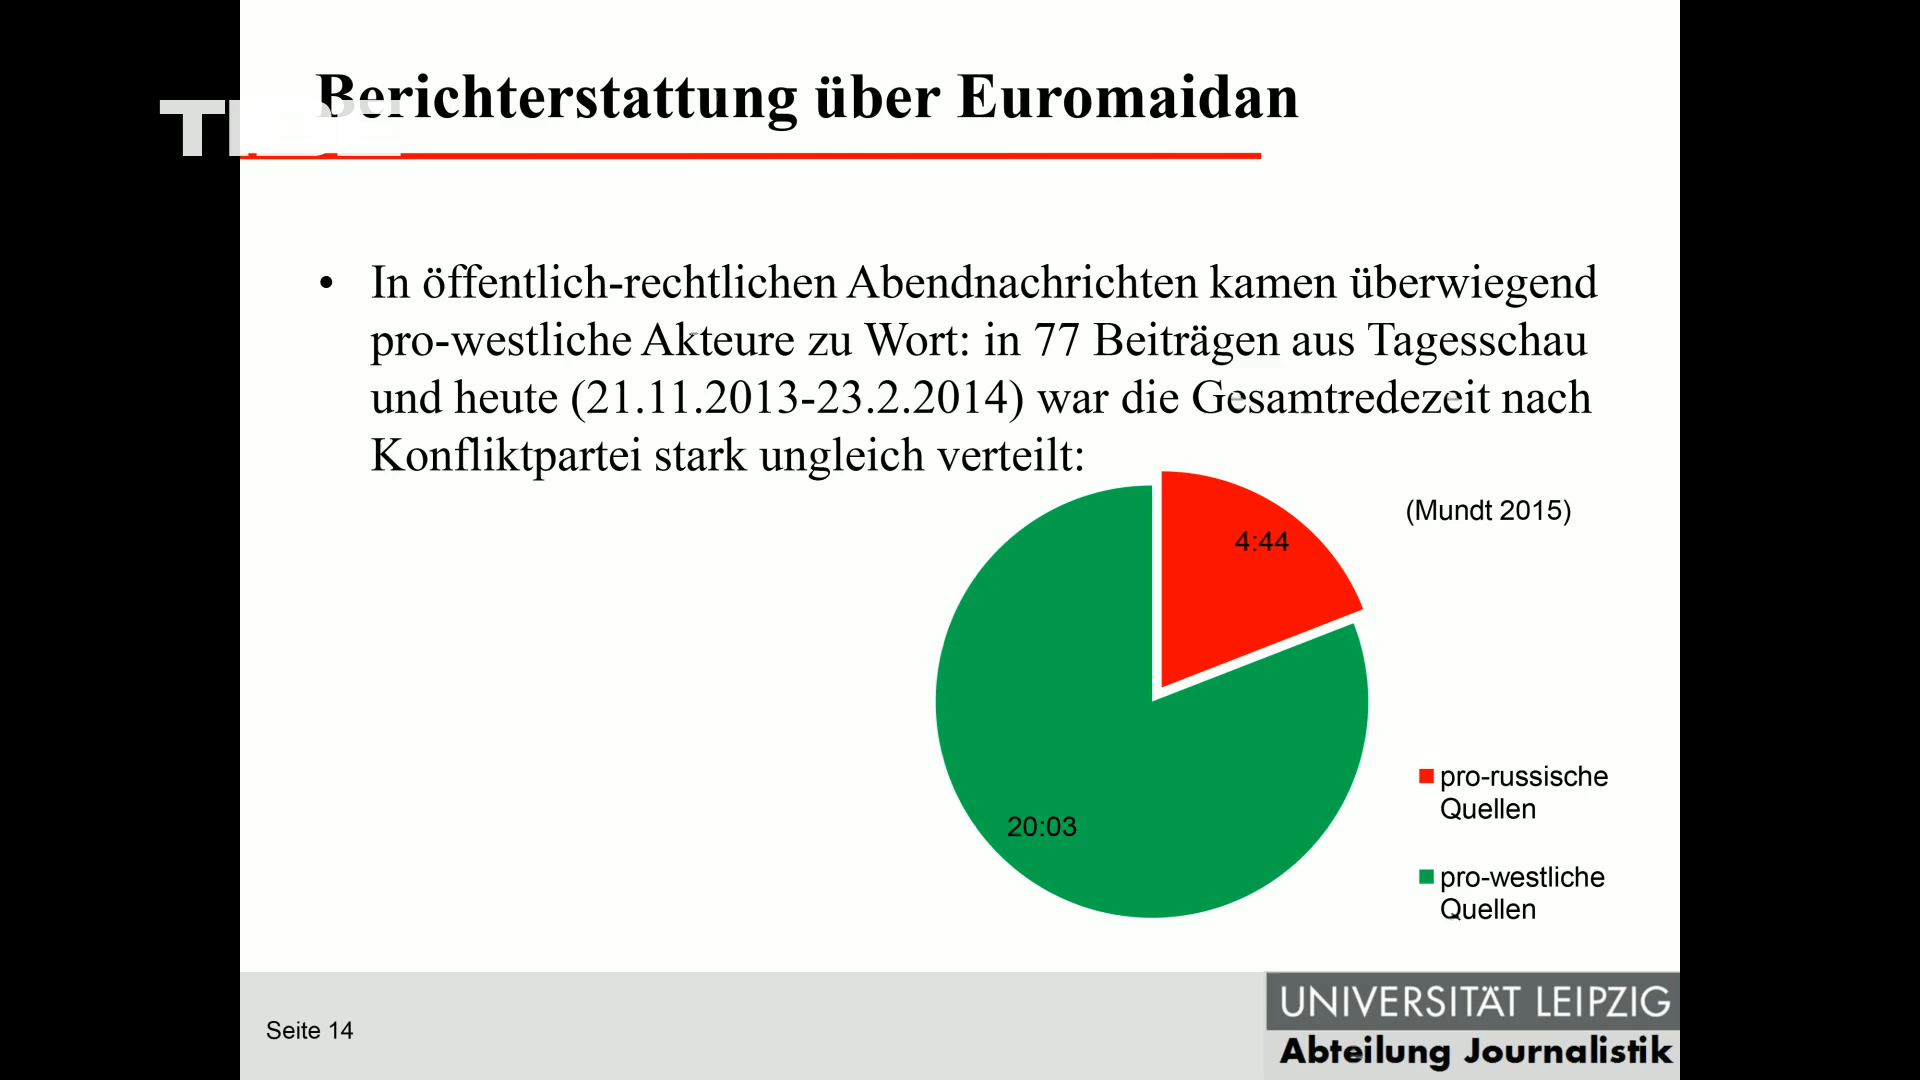 Berichterstattung über Euromaidan
• In öffentlich-rechtlichen Abendnachrichten kamen überwiegend
pro-westliche Akteure zu Wort: in 77 Beiträgen aus Tagesschau
und heute (21.11.2013-23.2.2014) war die Gesamtredezeit nach
Konfliktpartei stark ungleich verteilt:
(Mundt 2015)
4:44
20:03
pro-russische
Quellen
pro-westliche
Quellen
Seite 14
UNIVERSITÄT LEIPZIG
Abteilung Journalistik